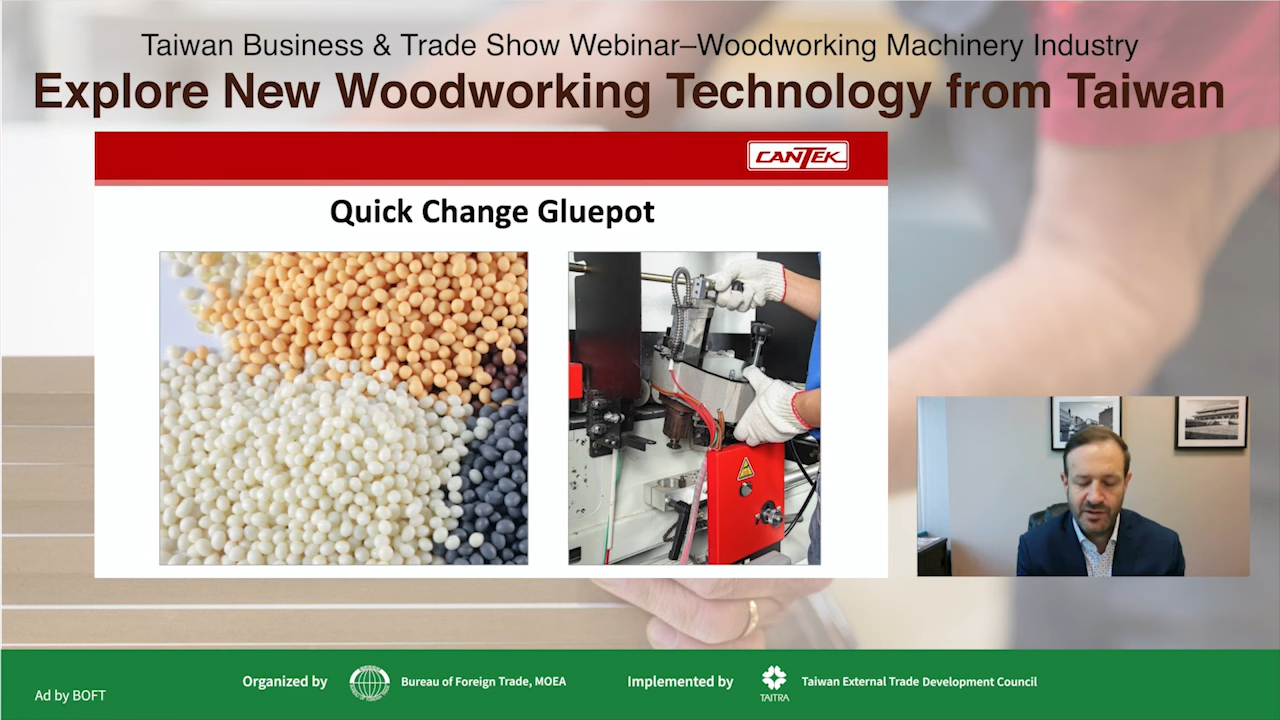 Taiwan Business & Trade Show Webinar–Woodworking Machinery Industry
Explore New Woodworking Technology from Taiwan
CANTEK
Quick Change Gluepot
Ad by BOFT
Organized by
Bureau of Foreign Trade, MOEA
Implemented by
TAITRA
Taiwan External Trade Development Council